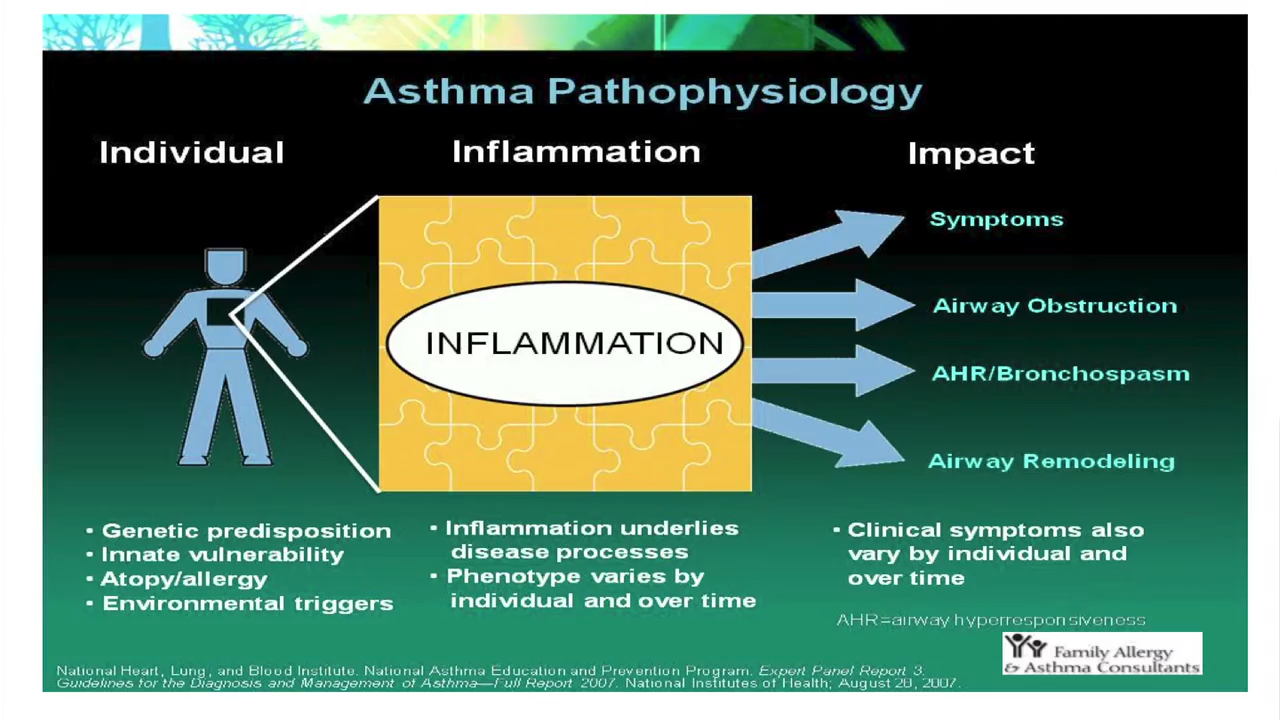 Asthma Pathophysiology
Individual
Inflammation
Impact
INFLAMMATION
Symptoms
Airway Obstruction
AHR/Bronchospasm
Airway Remodeling
• Genetic predisposition
• Innate vulnerability
• Atopy/allergy
• Environmental triggers
• Inflammation underlies
disease processes
• Phenotype varies by
individual and over time
• Clinical symptoms also
vary by individual and
over time
AHR=airway hyperresponsiveness
Family Allergy
& Asthma Consultants
National Heart, Lung, and Blood Institute. National Asthma Education and Prevention Program. Expert Panel Report 3.
Guidelines for the Diagnosis and Management of Asthma—Full Report 2007. National Institutes of Health; August 28, 2007.